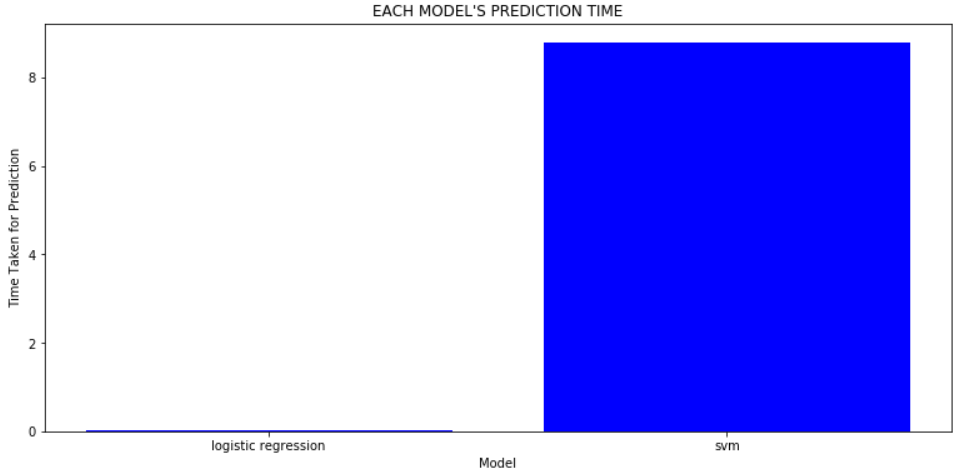 EACH MODEL'S PREDICTION TIME
Time Taken for Prediction
8
6
4
2
0
logistic regression
svm
Model